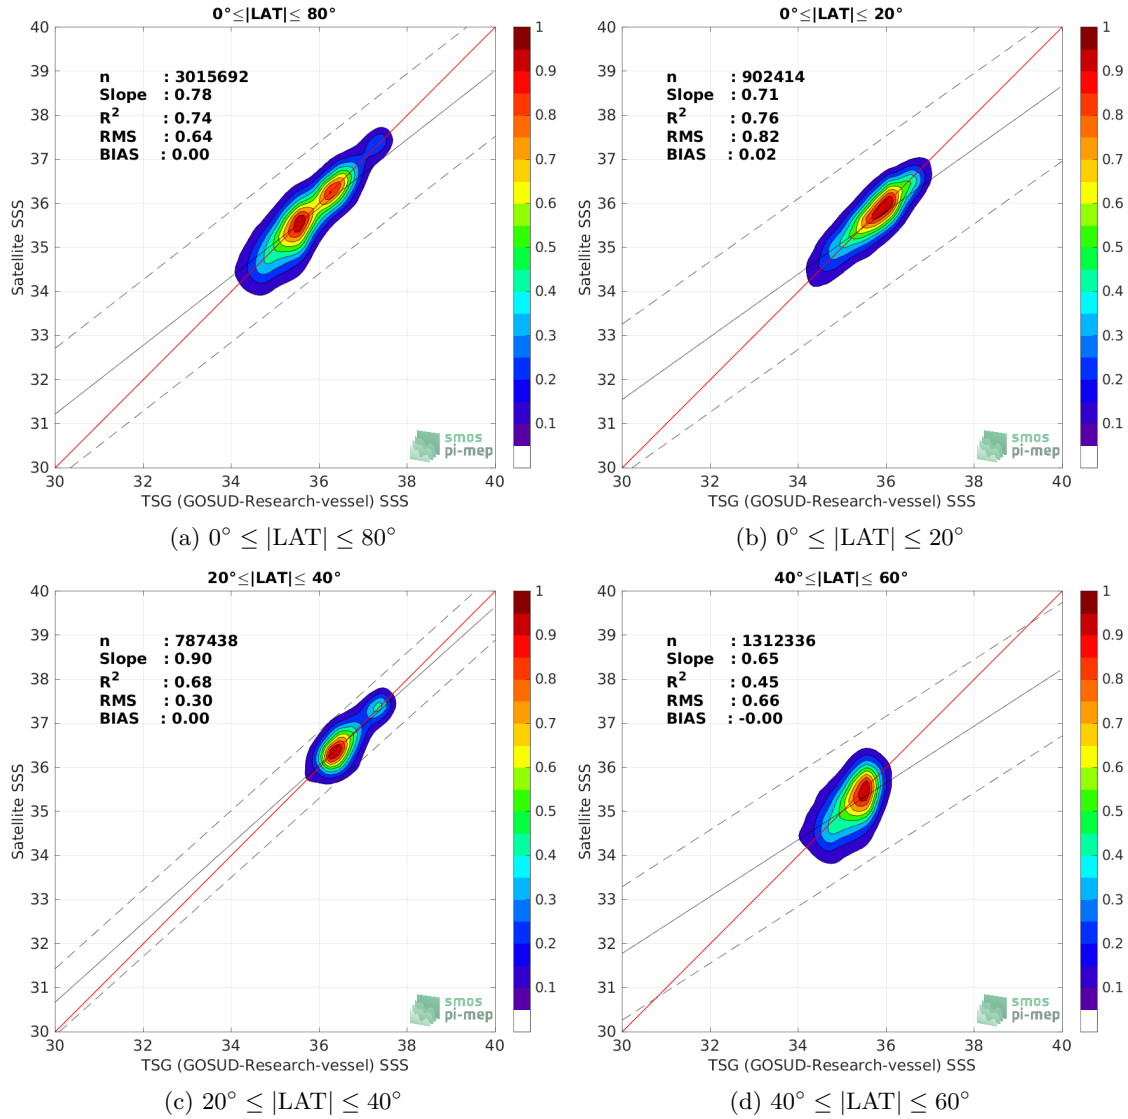 0°≤|LAT|≤ 80°
40
39
38
37
36
35
34
33
32
31
30
Satellite SSS
n : 3015692
Slope : 0.78
R² : 0.74
RMS : 0.64
BIAS : 0.00
smos
pi-mep
30 32 34 36 38 40
TSG (GOSUD-Research-vessel) SSS
1
0.9
0.8
0.7
0.6
0.5
0.4
0.3
0.2
0.1
(a) 0° ≤ |LAT| ≤ 80°
0°≤|LAT|≤ 20°
40
39
38
37
36
35
34
33
32
31
30
Satellite SSS
n : 902414
Slope : 0.71
R² : 0.76
RMS : 0.82
BIAS : 0.02
smos
pi-mep
30 32 34 36 38 40
TSG (GOSUD-Research-vessel) SSS
1
0.9
0.8
0.7
0.6
0.5
0.4
0.3
0.2
0.1
(b) 0° ≤ |LAT| ≤ 20°
20°≤|LAT|≤ 40°
40
39
38
37
36
35
34
33
32
31
30
Satellite SSS
n : 787438
Slope : 0.90
R² : 0.68
RMS : 0.30
BIAS : 0.00
smos
pi-mep
30 32 34 36 38 40
TSG (GOSUD-Research-vessel) SSS
1
0.9
0.8
0.7
0.6
0.5
0.4
0.3
0.2
0.1
(c) 20° ≤ |LAT| ≤ 40°
40°≤|LAT|≤ 60°
40
39
38
37
36
35
34
33
32
31
30
Satellite SSS
n : 1312336
Slope : 0.65
R² : 0.45
RMS : 0.66
BIAS : -0.00
smos
pi-mep
30 32 34 36 38 40
TSG (GOSUD-Research-vessel) SSS
1
0.9
0.8
0.7
0.6
0.5
0.4
0.3
0.2
0.1
(d) 40° ≤ |LAT| ≤ 60°